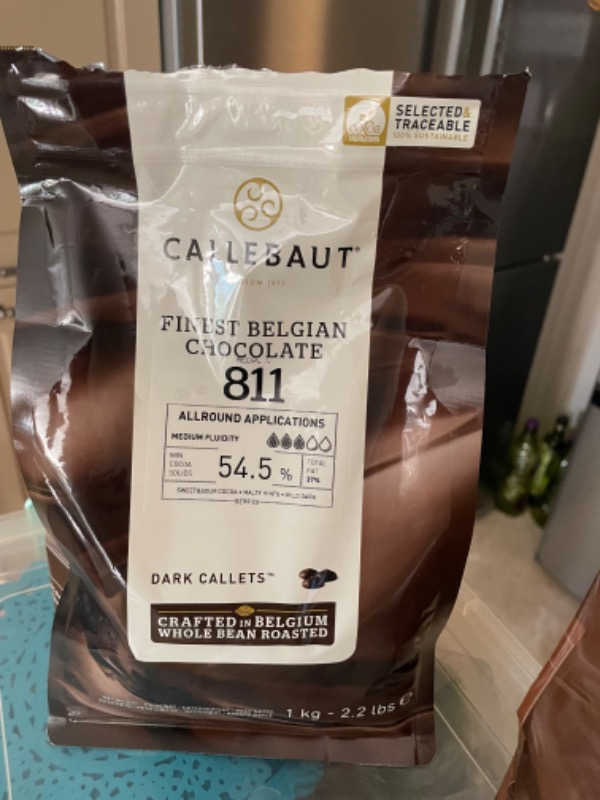 SELECTED&
TRACEABLE
100% SUSTAINABLE
CALLEBAUT®
FINEST BELGIAN
CHOCOLATE
811
ALLROUND APPLICATIONS
MEDIUM FLUIDITY
MIN. COCOA SOLIDS 54.5 % TOTAL FAT
DARK CALLETS™
CRAFTED IN BELGIUM
WHOLE BEAN ROASTED
1 kg - 2.2 lbs e